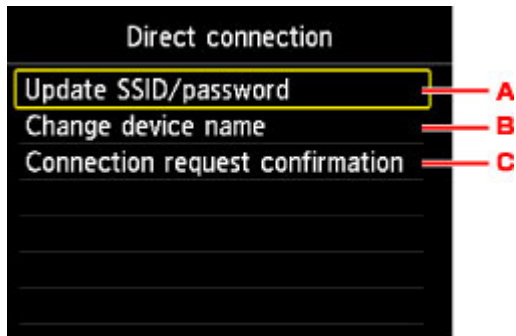 Direct connection
Update SSID/password A
Change device name B
Connection request confirmation C